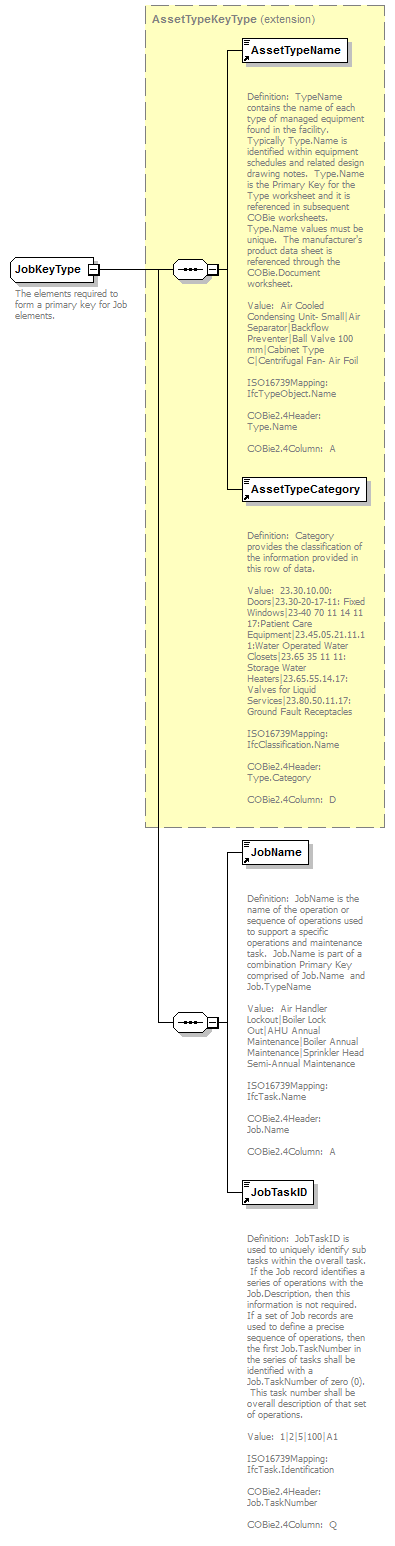 AssetTypeKeyType (extension)
AssetTypeName
Definition:  TypeName
contains the name of each
type of managed equipment
found in the facility.
Typically Type.Name is
identified within equipment
schedules and related design
drawing notes.  Type.Name
is the Primary Key for the
Type worksheet and it is
referenced in subsequent
COBie worksheets.
Type.Name values must be
unique.  The manufacturer's
product data sheet is
referenced through the
COBie.Document
worksheet.
Value:  Air Cooled
Condensing Unit- Small|Air
Separator|Backflow
Preventer|Ball Valve 100
mm|Cabinet Type
C|Centrifugal Fan- Air Foil
ISO16739Mapping:
IfcTypeObject.Name
COBie2.4Header:
Type.Name
COBie2.4Column:  A
JobKeyType
The elements required to
form a primary key for Job
elements.
AssetTypeCategory
Definition:  Category
provides the classification of
the information provided in
this row of data.
Value:  23.30.10.00:
Doors|23.30-20-17-11: Fixed
Windows|23-40 70 11 14 11
17:Patient Care
Equipment|23.45.05.21.11.1
1:Water Operated Water
Closets|23.65 35 11 11:
Storage Water
Heaters|23.65.55.14.17:
Valves for Liquid
Services|23.80.50.11.17:
Ground Fault Receptacles
ISO16739Mapping:
IfcClassification.Name
COBie2.4Header:
Type.Category
COBie2.4Column:  D
JobName
Definition:  JobName is the
name of the operation or
sequence of operations used
to support a specific
operations and maintenance
task.  Job.Name is part of a
combination Primary Key
comprised of Job.Name  and
Job.TypeName
Value:  Air Handler
Lockout|Boiler Lock
Out|AHU Annual
Maintenance|Boiler Annual
Maintenance|Sprinkler Head
Semi-Annual Maintenance
ISO16739Mapping:
IfcTask.Name
COBie2.4Header:
Job.Name
COBie2.4Column:  A
JobTaskID
Definition:  JobTaskID is
used to uniquely identify sub
tasks within the overall task.
If the Job record identifies a
series of operations with the
Job.Description, then this
information is not required.
If a set of Job records are
used to define a precise
sequence of operations, then
the first Job.TaskNumber in
the series of tasks shall be
identified with a
Job.TaskNumber of zero (0).
This task number shall be
overall description of that set
of operations.
Value:  1|2|5|100|A1
ISO16739Mapping:
IfcTask.Identification
COBie2.4Header:
Job.TaskNumber
COBie2.4Column:  Q